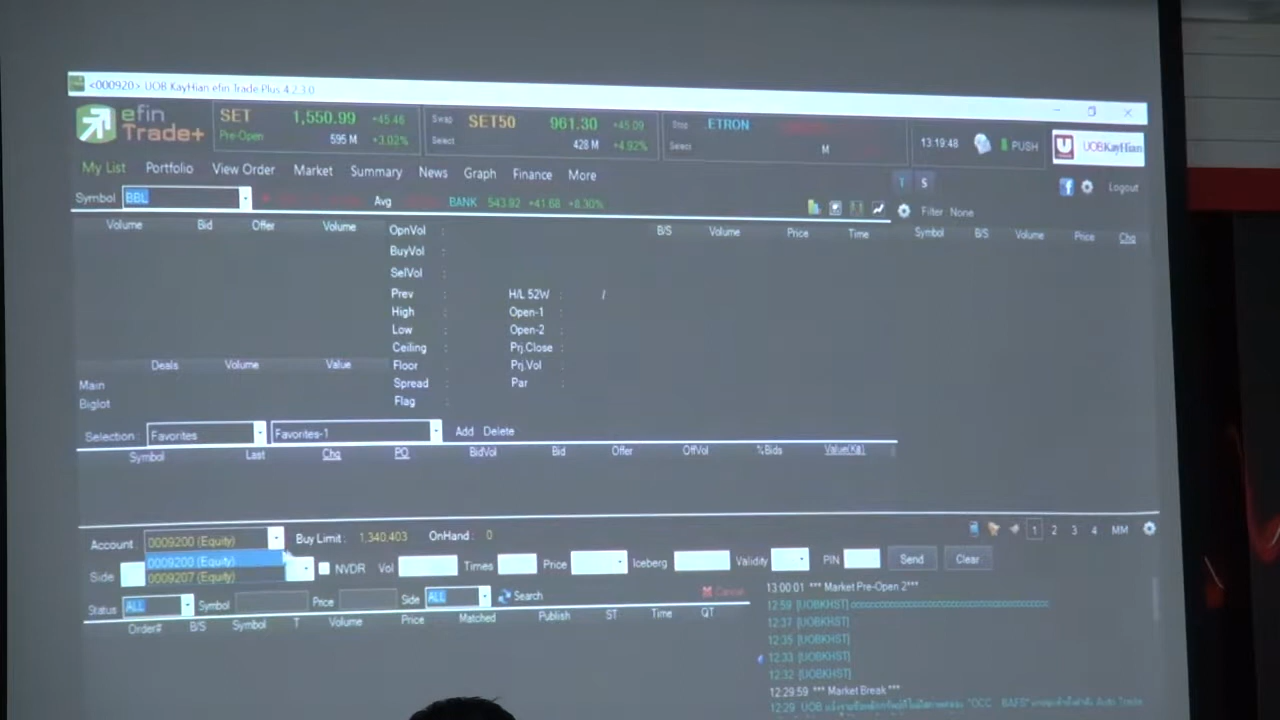 <000920> UOB KayHian efin Trade Plus 4.2.3.0
efin Trade+
SET 1,550.99 +45.46
Pre-Open 595 M +3.02%
Swap SET50 961.30 +45.09
Select 428 M +4.92%
Stop .ETRON
Select M
13:19:48 PUSH
UOBKayHian
My List Portfolio View Order Market Summary News Graph Finance More
T S
Logout
Symbol BBL Avg BANK 543.92 +41.68 +8.30%
Filter None
Volume Bid Offer Volume
OpnVol :
BuyVol :
SelVol :
Prev : H/L 52W : /
High : Open-1 :
Low : Open-2 :
Ceiling : Prj.Close :
Floor : Prj.Vol :
Spread : Par :
Flag :
B/S Volume Price Time
Symbol B/S Volume Price Chg
Deals Volume Value
Main
Biglot
Selection : Favorites Favorites-1 Add Delete
Symbol Last Chg PO BidVol Bid Offer OffVol %Bids
Account : 0009200 (Equity) Buy Limit : 1,340,403 OnHand : 0
1 2 3 4 MM
0009200 (Equity)
0009207 (Equity)
Side NVDR Vol Times Price Iceberg Validity PIN Send Clear
Status ALL Symbol Price Side ALL Search Cancel
Order# B/S Symbol T Volume Price Matched Publish ST Time QT
13:00:01 *** Market Pre-Open 2***
12:59 [UOBKHST]
12:37 [UOBKHST]
12:35 [UOBKHST]
12:33 [UOBKHST]
12:32 [UOBKHST]
12:29:59 *** Market Break ***
12:29 UOB